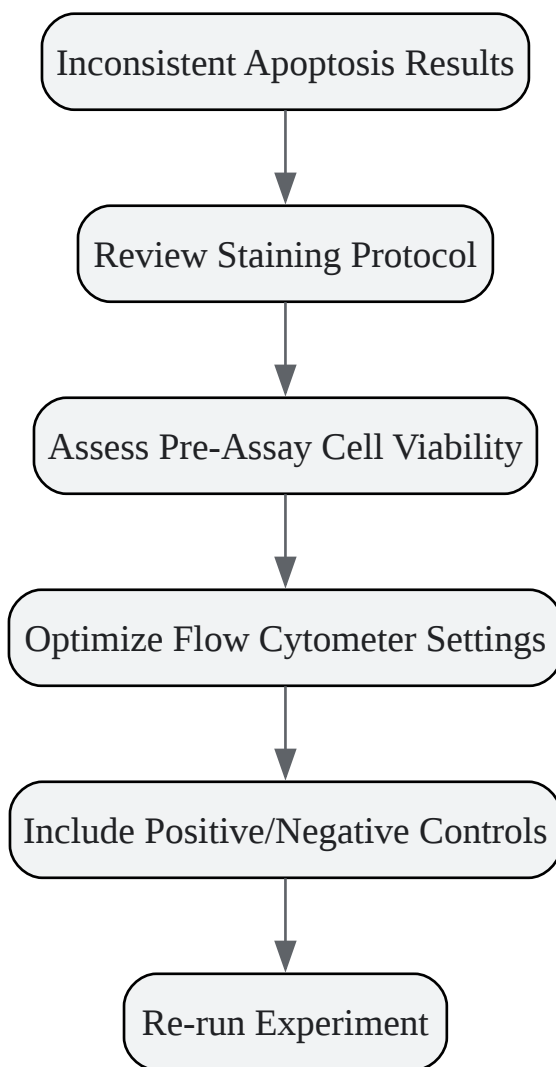 Inconsistent Apoptosis Results
Review Staining Protocol
Assess Pre-Assay Cell Viability
Optimize Flow Cytometer Settings
Include Positive/Negative Controls
Re-run Experiment